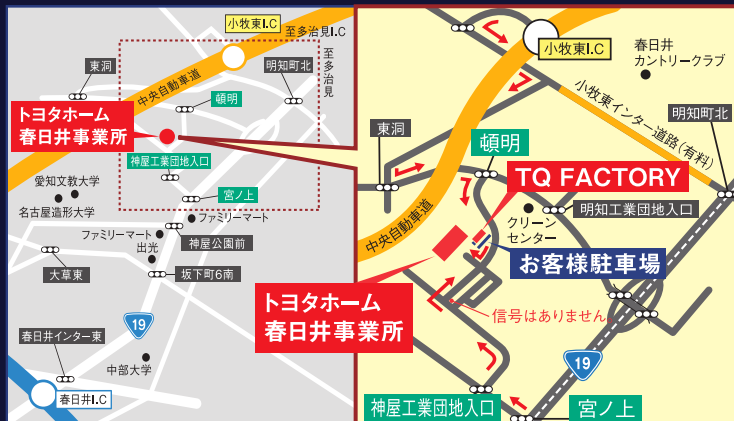 小牧東I.C
至多治見I.C
至多治見
中央自動車道
東洞
明知町北
頓明
トヨタホーム
春日井事業所
神屋工業団地入口
愛知文教大学
名古屋造形大学
宮ノ上
ファミリーマート
ファミリーマート
神屋公園前
出光
大草東
坂下町6南
19
春日井インター東
中部大学
春日井I.C
小牧東I.C
春日井
カントリークラブ
小牧東インター道路(有料)
明知町北
東洞
頓明
TQ FACTORY
クリーン
センター
明知工業団地入口
中央自動車道
お客様駐車場
トヨタホーム
春日井事業所
信号はありません。
19
神屋工業団地入口
宮ノ上